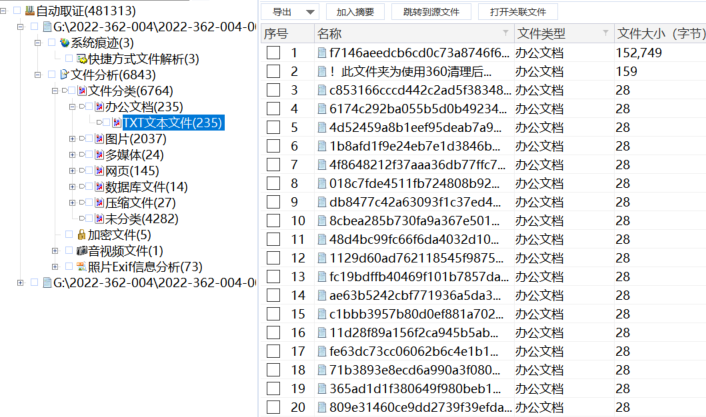 自动取证(481313)
G:\2022-362-004\2022-362-004-00
系统痕迹(3)
快捷方式文件解析(3)
文件分析(6843)
文件分类(6764)
办公文档(235)
TXT文本文件(235)
图片(2037)
多媒体(24)
网页(145)
数据库文件(14)
压缩文件(27)
未分类(4282)
加密文件(5)
音视频文件(1)
照片Exif信息分析(73)
G:\2022-362-004\2022-362-004-00
导出 加入摘要 跳转到源文件 打开关联文件
序号 名称 文件类型 文件大小（字节）
1 f7146aeedcb6cd0c73a8746f6... 办公文档 152,749
2 ！此文件夹为使用360清理后... 办公文档 159
3 c853166cccd442c2ad5f38348... 办公文档 28
4 6174c292ba055b5d0b49234... 办公文档 28
5 4d52459a8b1eef95deab7a9... 办公文档 28
6 1b8afd1f9e24eb7e1d3846b... 办公文档 28
7 4f8648212f37aaa36db77ffc7... 办公文档 28
8 018c7fde4511fb724808b92... 办公文档 28
9 db8477c42a63093f1c37ed4... 办公文档 28
10 8cbea285b730fa9a367e501... 办公文档 28
11 48d4bc99fc66f6da4032d10... 办公文档 28
12 1129d60ad762118545f9875... 办公文档 28
13 fc19bdffb40469f101b7857da... 办公文档 28
14 ae63b5242cbf771936a5da3... 办公文档 28
15 c1bbb3957b80d0ef881a702... 办公文档 28
16 11d28f89a156f2ca945b5ab... 办公文档 28
17 fe63dc73cc06062b6c4e1b1... 办公文档 28
18 71b3893e8ecd6a990a3f080... 办公文档 28
19 365ad1d1f380649f980beb1... 办公文档 28
20 809e31460ce9dd2739f39efda... 办公文档 28